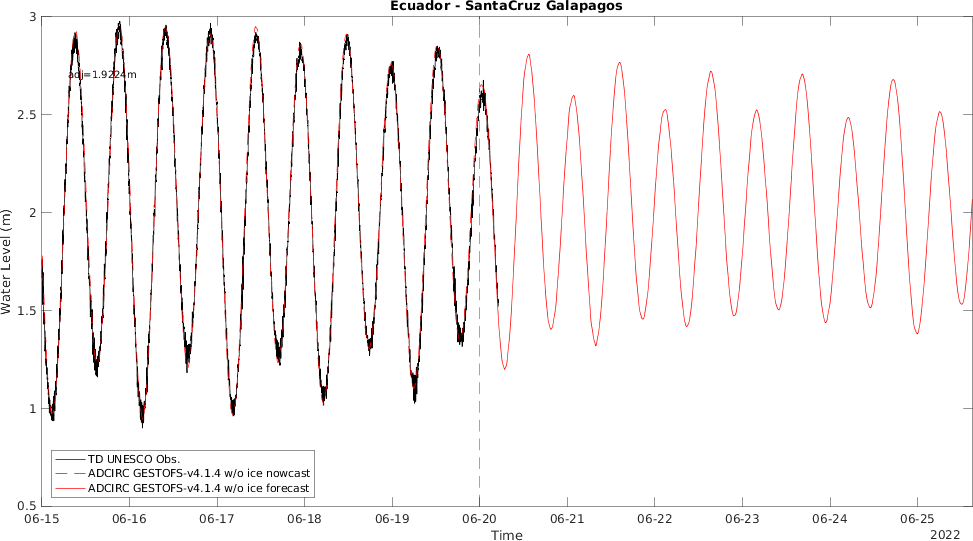 Ecuador - SantaCruz Galapagos
3
adj=1.9224m
2.5
2
Water Level (m)
1.5
1
TD UNESCO Obs.
ADCIRC GESTOFS-v4.1.4 w/o ice nowcast
ADCIRC GESTOFS-v4.1.4 w/o ice forecast
0.5
06-15 06-16 06-17 06-18 06-19 06-20 06-21 06-22 06-23 06-24 06-25
Time
2022